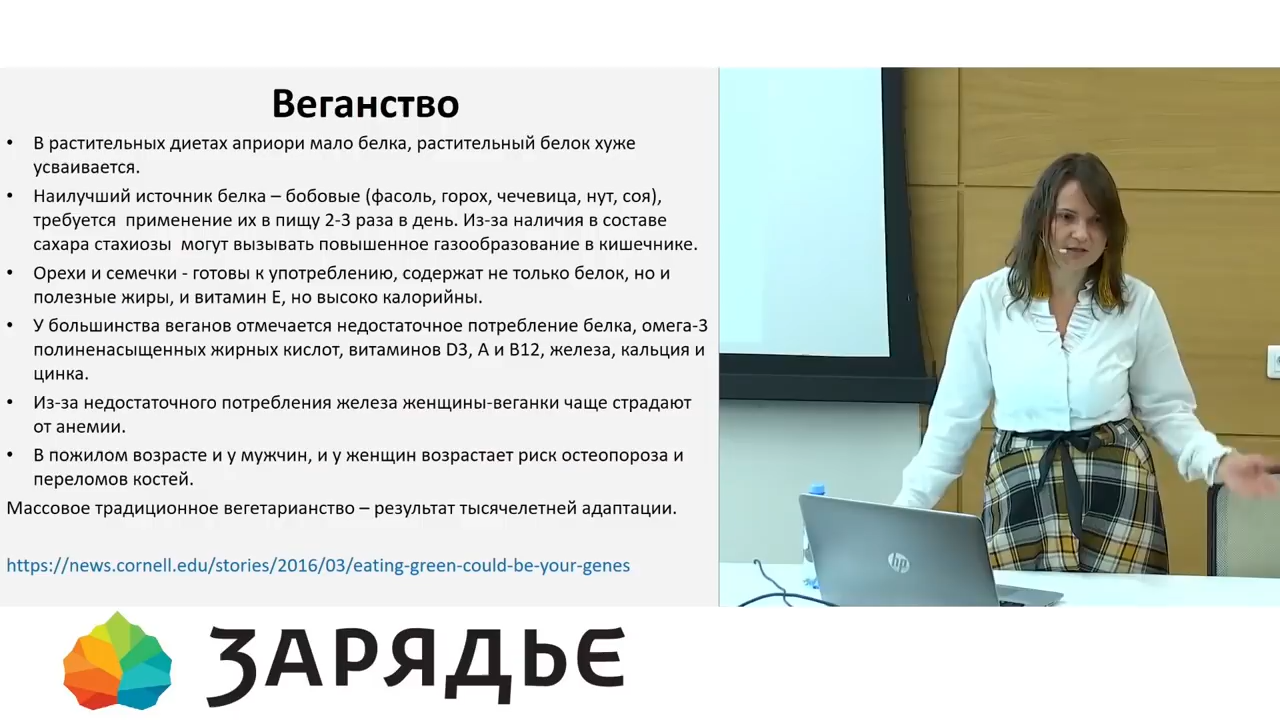 Веганство
• В растительных диетах априори мало белка, растительный белок хуже
усваивается.
• Наилучший источник белка – бобовые (фасоль, горох, чечевица, нут, соя),
требуется применение их в пищу 2-3 раза в день. Из-за наличия в составе
сахара стахиозы могут вызывать повышенное газообразование в кишечнике.
• Орехи и семечки - готовы к употреблению, содержат не только белок, но и
полезные жиры, и витамин Е, но высоко калорийны.
• У большинства веганов отмечается недостаточное потребление белка, омега-3
полиненасыщенных жирных кислот, витаминов D3, А и В12, железа, кальция и
цинка.
• Из-за недостаточного потребления железа женщины-веганки чаще страдают
от анемии.
• В пожилом возрасте и у мужчин, и у женщин возрастает риск остеопороза и
переломов костей.
Массовое традиционное вегетарианство – результат тысячелетней адаптации.
https://news.cornell.edu/stories/2016/03/eating-green-could-be-your-genes
hp
ЗАРЯДЬЕ